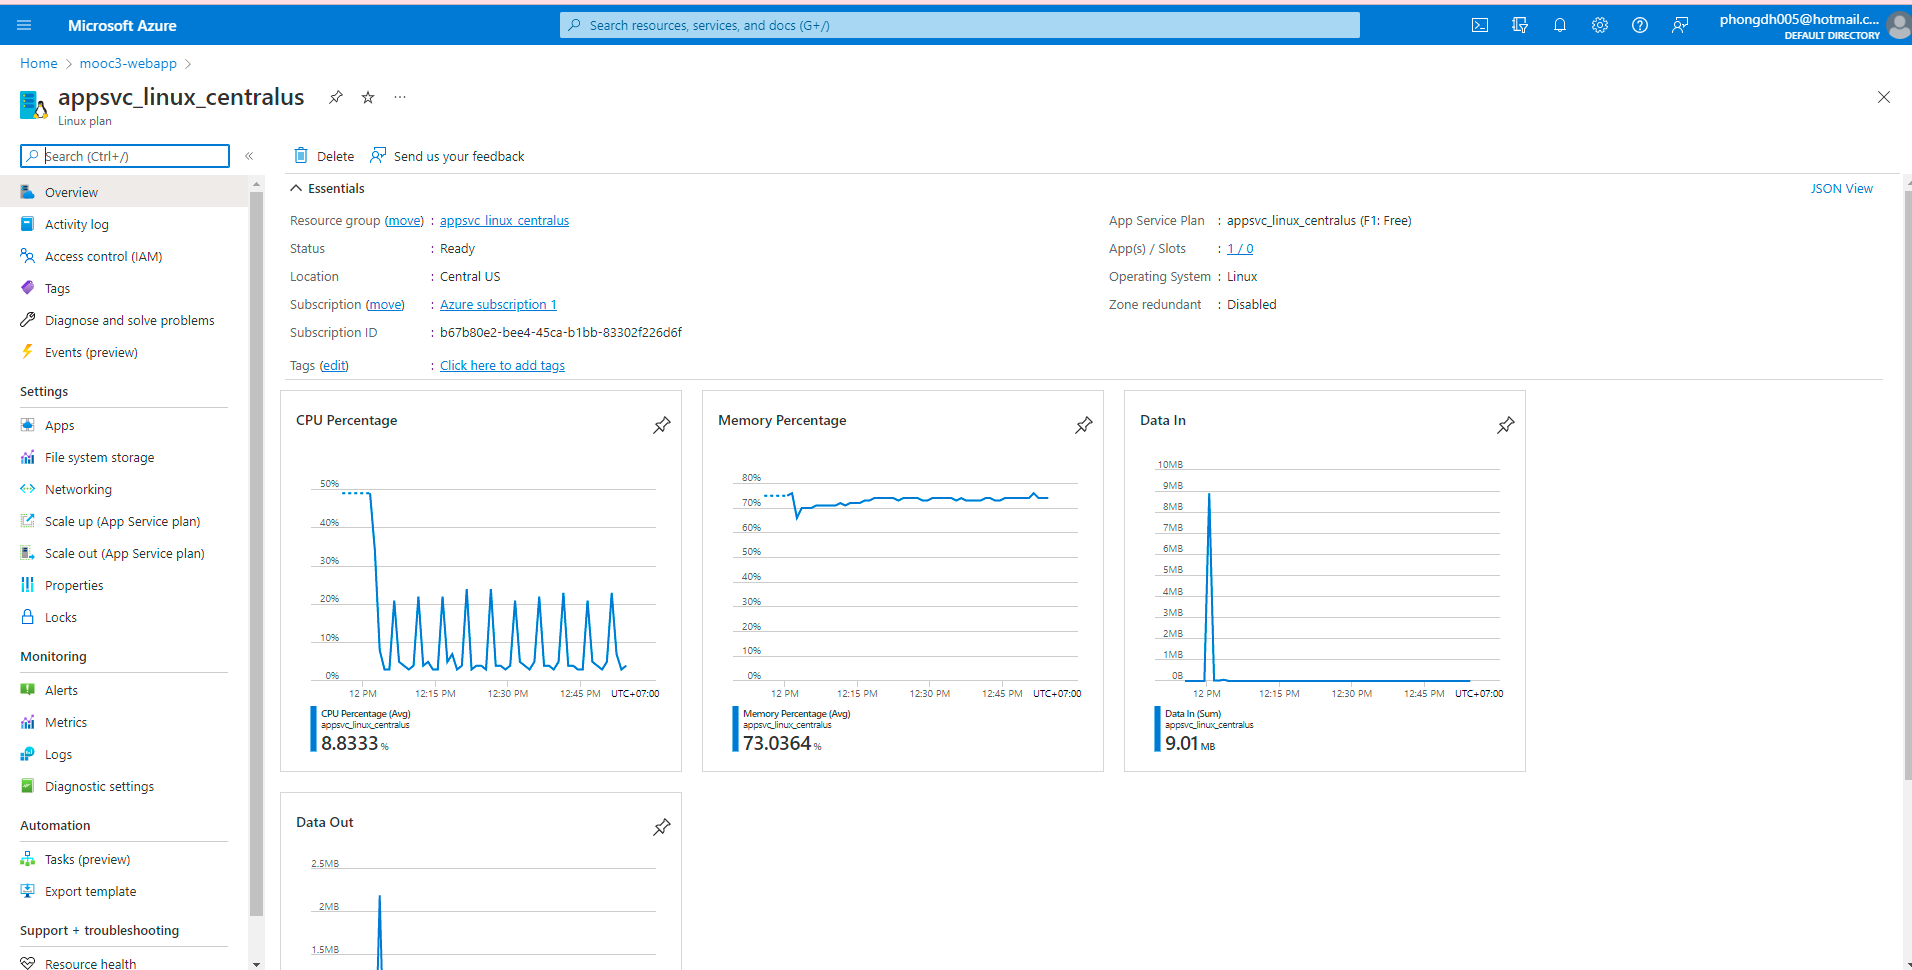 Microsoft Azure
Search resources, services, and docs (G+/)
phongdh005@hotmail.c...
DEFAULT DIRECTORY
Home > mooc3-webapp >
appsvc_linux_centralus ...
Linux plan
Search (Ctrl+/)
«
Delete
Send us your feedback
Overview
Activity log
Access control (IAM)
Tags
Diagnose and solve problems
Events (preview)
Settings
Apps
File system storage
Networking
Scale up (App Service plan)
Scale out (App Service plan)
Properties
Locks
Monitoring
Alerts
Metrics
Logs
Diagnostic settings
Automation
Tasks (preview)
Export template
Support + troubleshooting
Resource health
Essentials
JSON View
Resource group (move) : appsvc_linux_centralus
Status : Ready
Location : Central US
Subscription (move) : Azure subscription 1
Subscription ID : b67b80e2-bee4-45ca-b1bb-83302f226d6f
Tags (edit) : Click here to add tags
App Service Plan : appsvc_linux_centralus (F1: Free)
App(s) / Slots : 1 / 0
Operating System : Linux
Zone redundant : Disabled
CPU Percentage
50%
40%
30%
20%
10%
0%
12 PM 12:15 PM 12:30 PM 12:45 PM UTC+07:00
CPU Percentage (Avg)
appsvc_linux_centralus
8.8333 %
Memory Percentage
80%
70%
60%
50%
40%
30%
20%
10%
0%
12 PM 12:15 PM 12:30 PM 12:45 PM UTC+07:00
Memory Percentage (Avg)
appsvc_linux_centralus
73.0364 %
Data In
10MB
9MB
8MB
7MB
6MB
5MB
4MB
3MB
2MB
1MB
0B
12 PM 12:15 PM 12:30 PM 12:45 PM UTC+07:00
Data In (Sum)
appsvc_linux_centralus
9.01 MB
Data Out
2.5MB
2MB
1.5MB